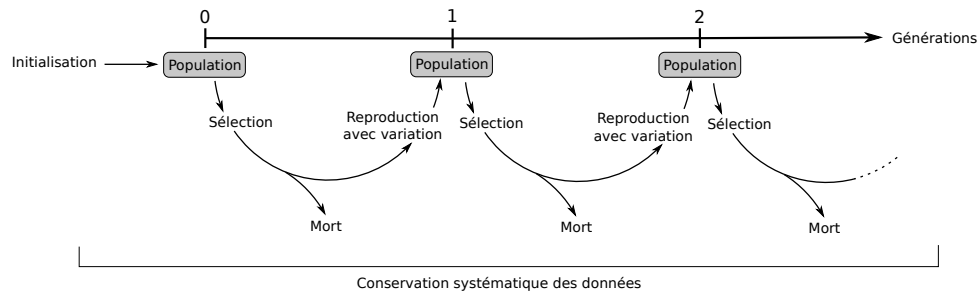 0
1
2
Générations
Initialisation
Population
Population
Population
Sélection
Reproduction
avec variation
Sélection
Reproduction
avec variation
Sélection
Mort
Mort
Mort
Conservation systématique des données